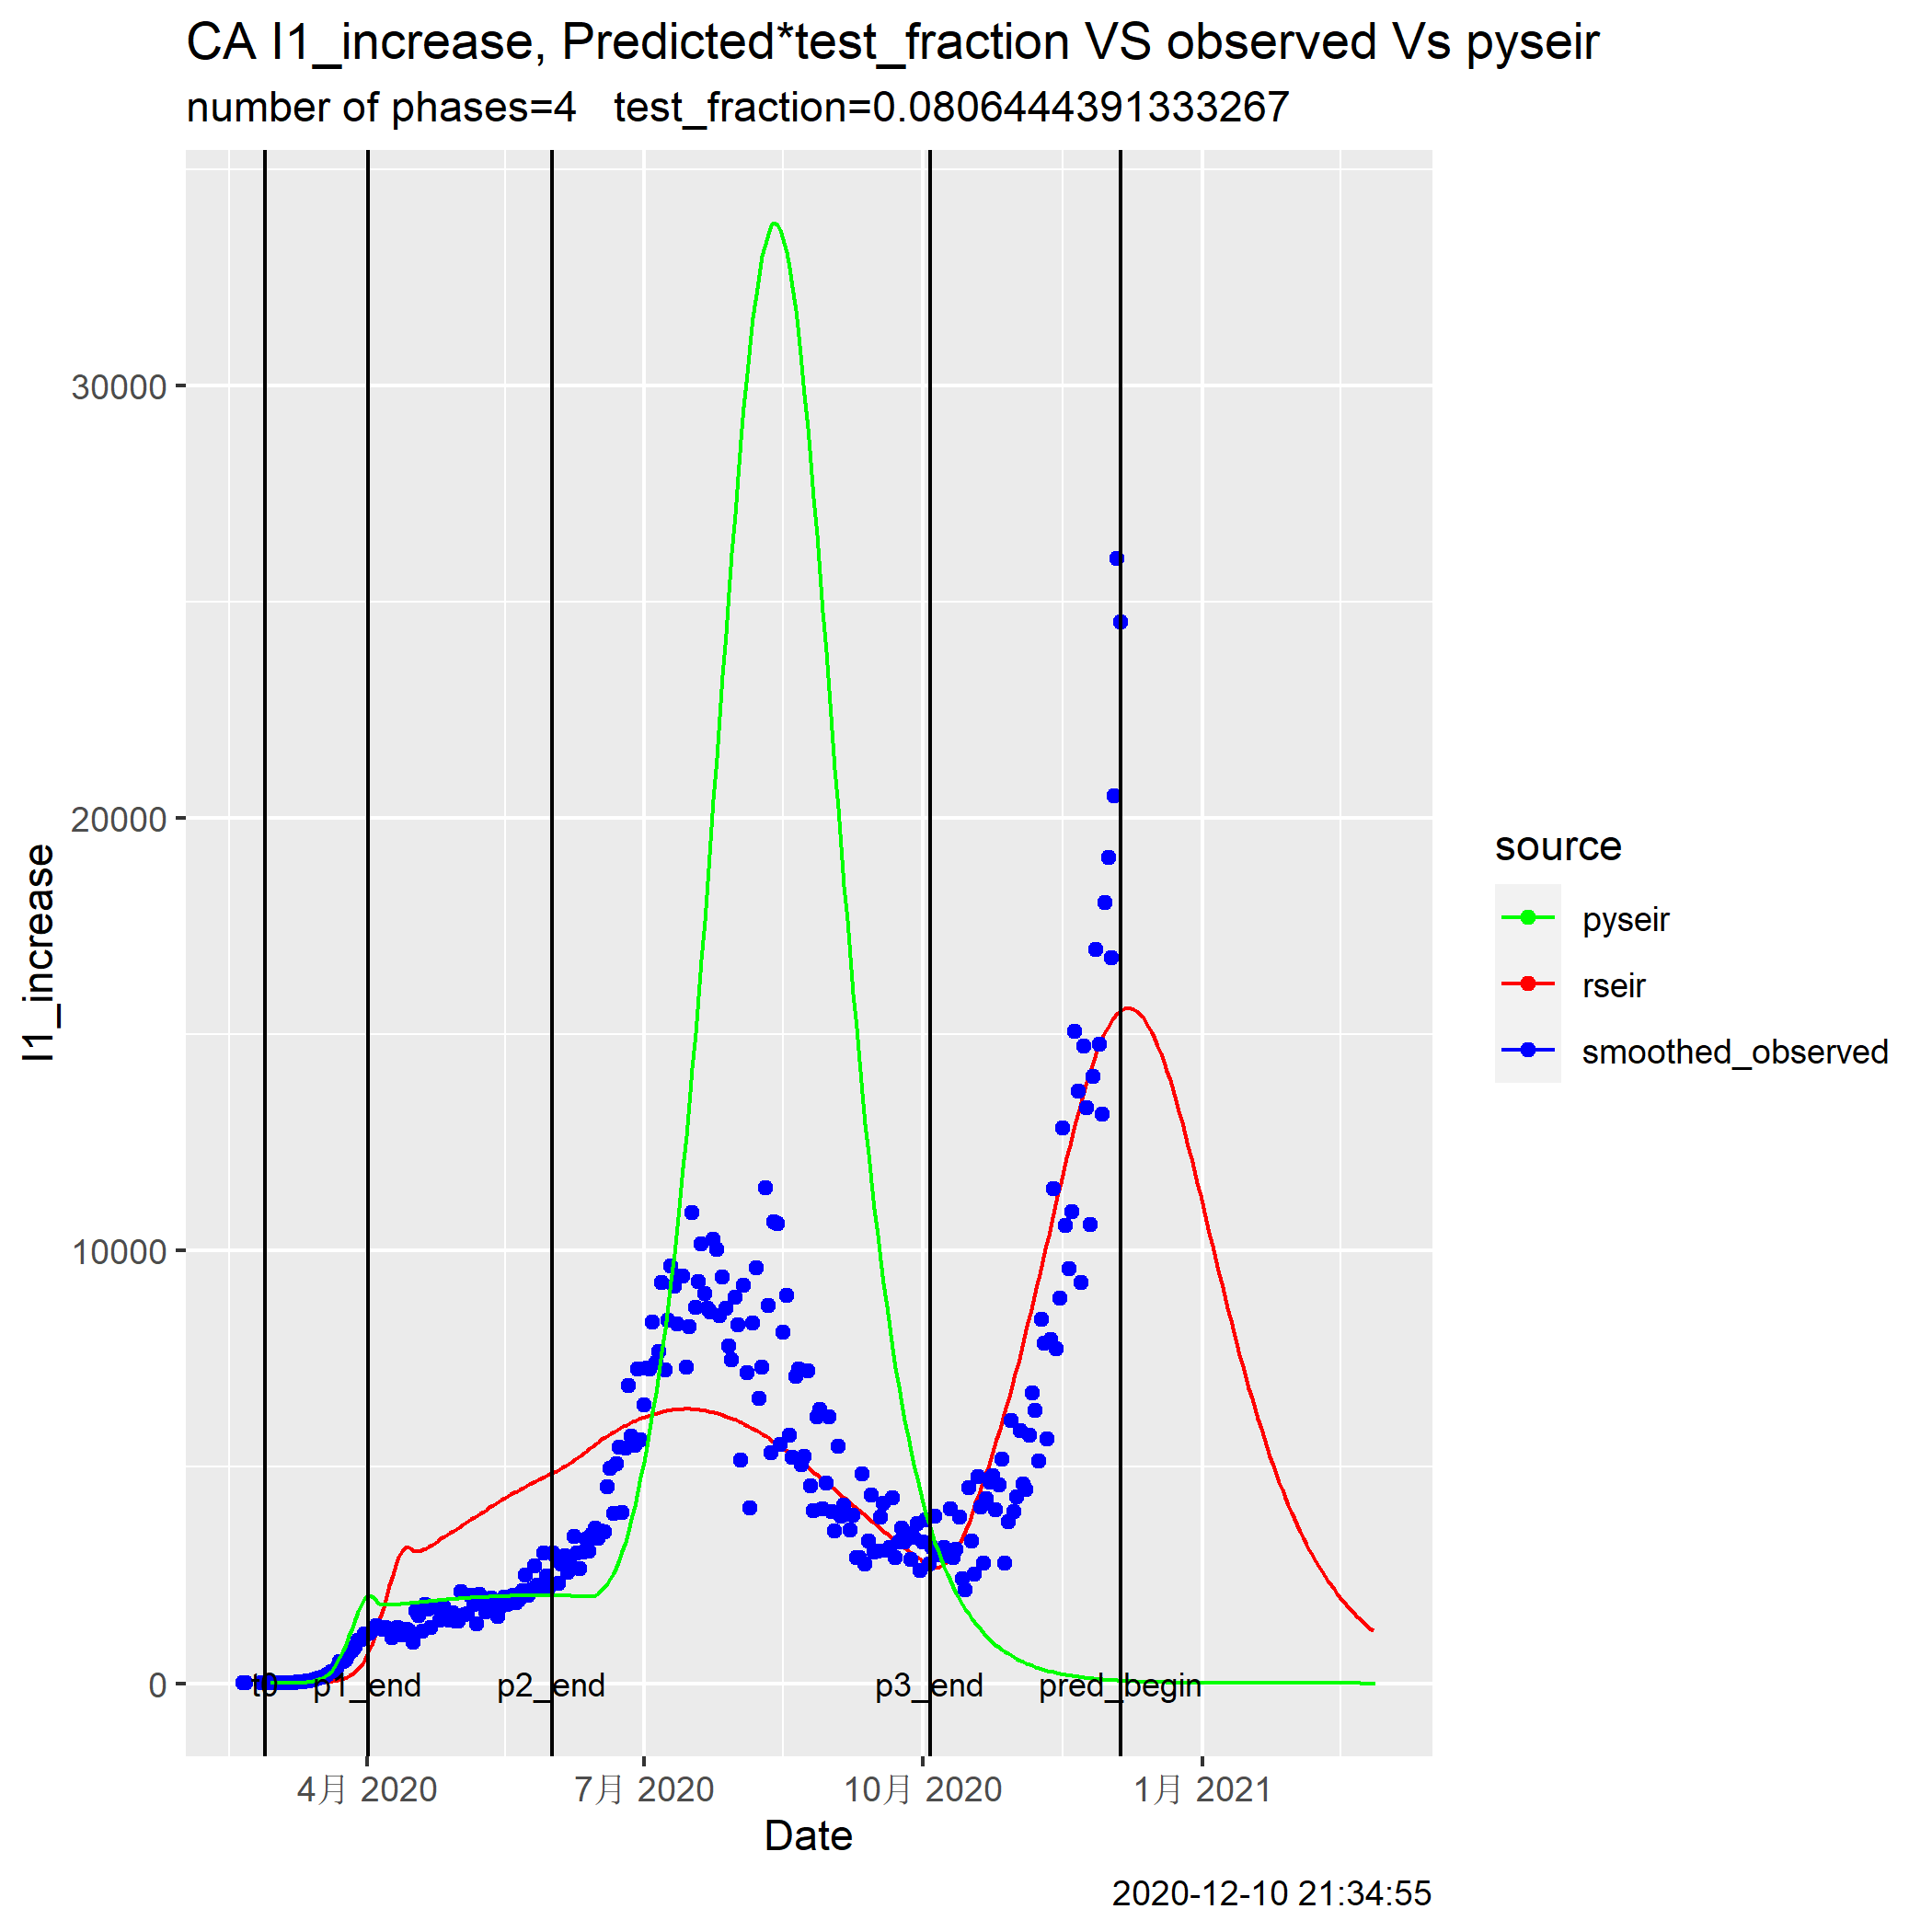 CA I1_increase, Predicted*test_fraction VS observed Vs pyseir
number of phases=4 test_fraction=0.0806444391333267
30000
20000
10000
0
I1_increase
t0
p1_end
p2_end
p3_end
pred_begin
4月 2020
7月 2020
10月 2020
1月 2021
Date
source
pyseir
rseir
smoothed_observed
2020-12-10 21:34:55